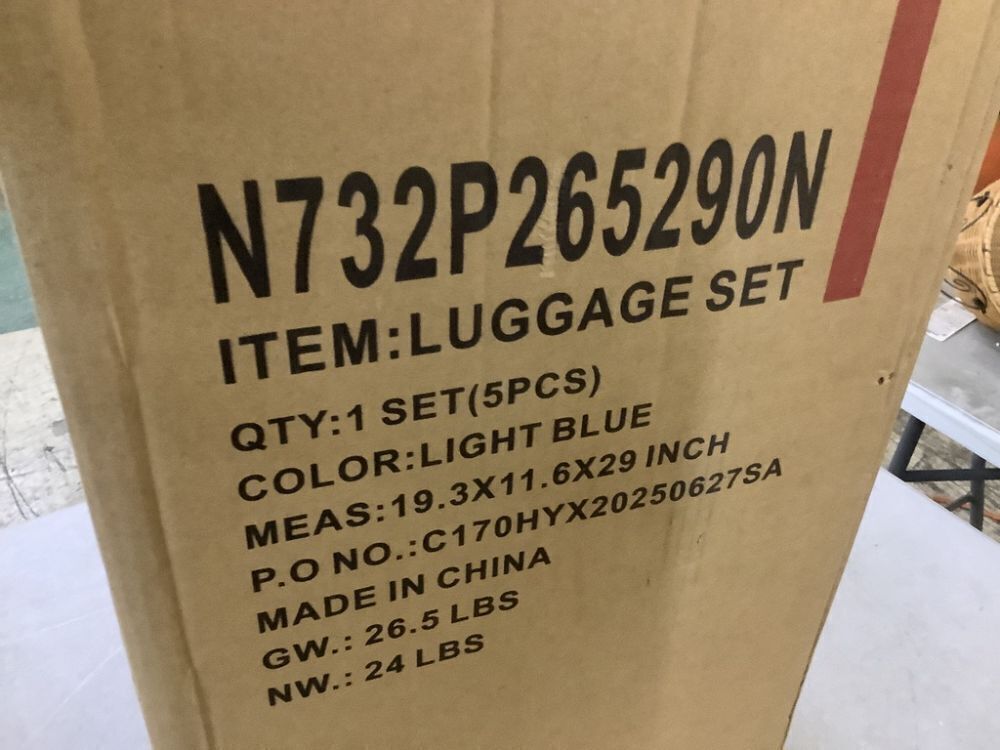 N732P265290N
ITEM:LUGGAGE SET
QTY:1 SET(5PCS)
COLOR:LIGHT BLUE
MEAS:19.3X11.6X29 INCH
P.O NO.:C170HYX20250627SA
MADE IN CHINA
GW.: 26.5 LBS
NW.: 24 LBS